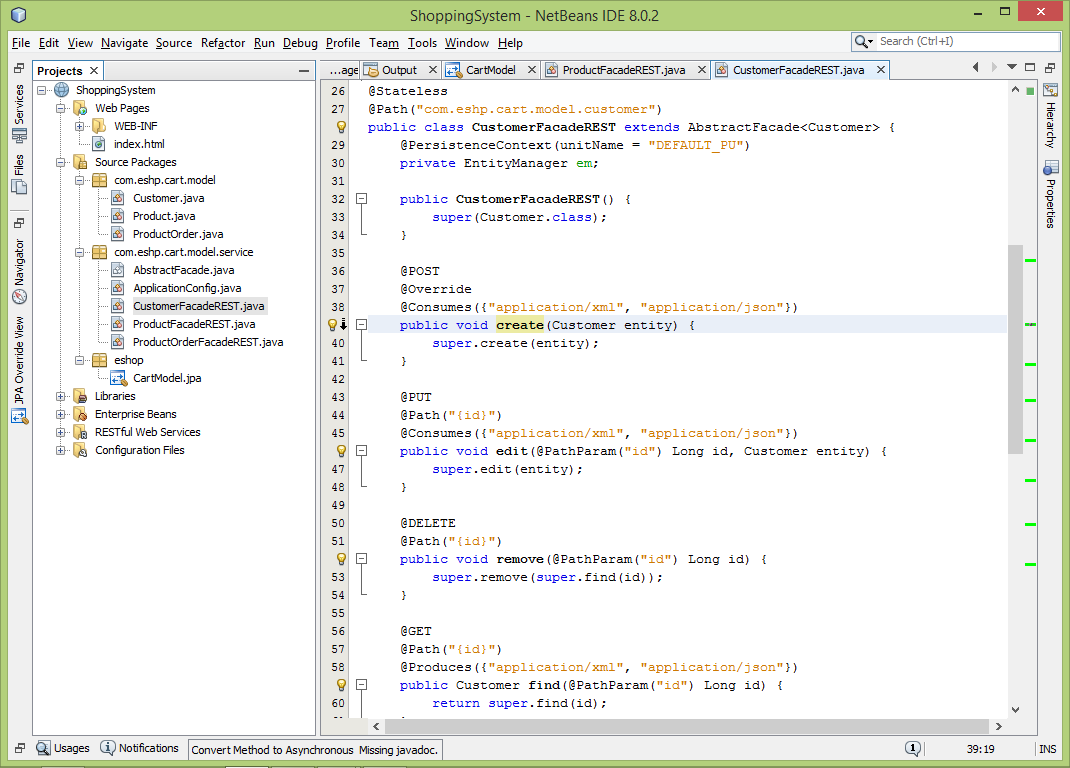 ShoppingSystem - NetBeans IDE 8.0.2
File Edit View Navigate Source Refactor Run Debug Profile Team Tools Window Help
Search (Ctrl+I)
Services
Files
Navigator
JPA Override View
Projects
ShoppingSystem
Web Pages
WEB-INF
index.html
Source Packages
com.eshp.cart.model
Customer.java
Product.java
ProductOrder.java
com.eshp.cart.model.service
AbstractFacade.java
ApplicationConfig.java
CustomerFacadeREST.java
ProductFacadeREST.java
ProductOrderFacadeREST.java
eshop
CartModel.jpa
Libraries
Enterprise Beans
RESTful Web Services
Configuration Files
...age Output CartModel ProductFacadeREST.java CustomerFacadeREST.java
26 @Stateless
27 @Path("com.eshp.cart.model.customer")
public class CustomerFacadeREST extends AbstractFacade<Customer> {
29 @PersistenceContext(unitName = "DEFAULT_PU")
30 private EntityManager em;
31
32 public CustomerFacadeREST() {
33 super(Customer.class);
34 }
35
36 @POST
37 @Override
38 @Consumes({"application/xml", "application/json"})
public void create(Customer entity) {
40 super.create(entity);
41 }
42
43 @PUT
44 @Path("{id}")
45 @Consumes({"application/xml", "application/json"})
public void edit(@PathParam("id") Long id, Customer entity) {
47 super.edit(entity);
48 }
49
50 @DELETE
51 @Path("{id}")
public void remove(@PathParam("id") Long id) {
53 super.remove(super.find(id));
54 }
55
56 @GET
57 @Path("{id}")
58 @Produces({"application/xml", "application/json"})
public Customer find(@PathParam("id") Long id) {
60 return super.find(id);
Hierarchy
Properties
Usages Notifications Convert Method to Asynchronous Missing javadoc. 1 39:19 INS